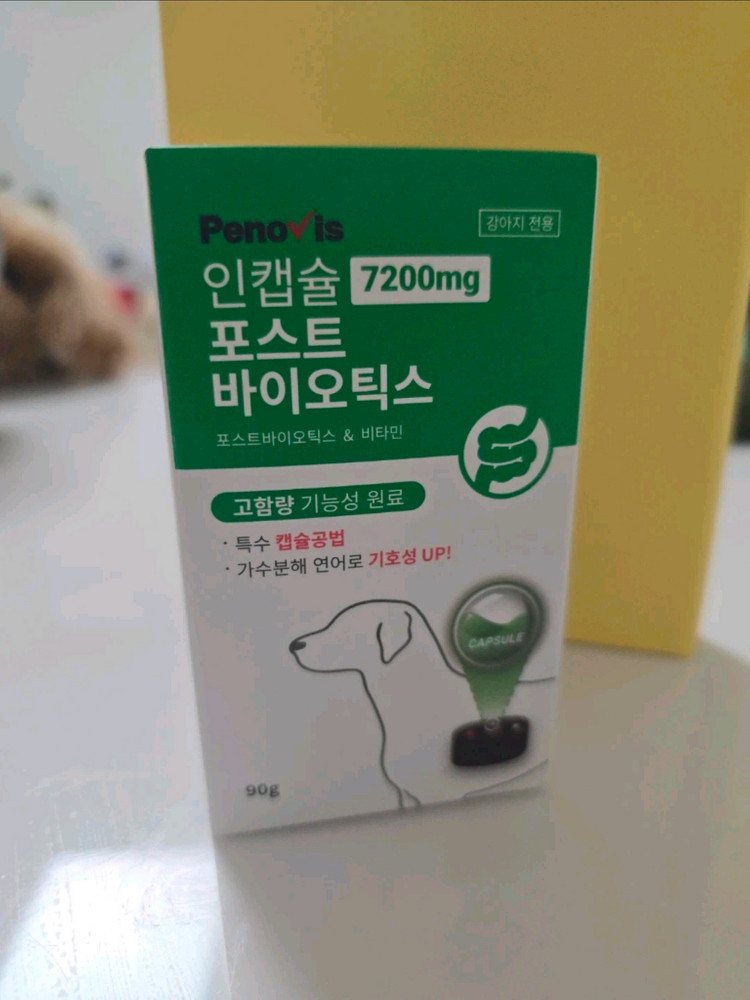 Penovis
강아지 전용
인캡슐 7200mg
포스트
바이오틱스
포스트바이오틱스 & 비타민
고함량 기능성 원료
· 특수 캡슐공법
· 가수분해 연어로 기호성 UP!
CAPSULE
90g